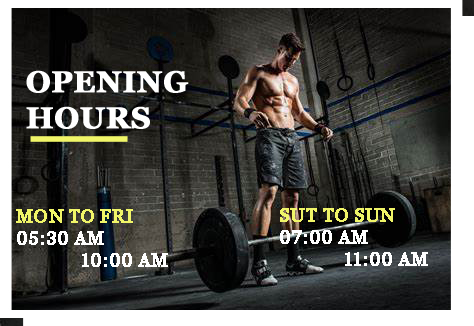 OPENING
HOURS
MON TO FRI
05:30 AM
10:00 AM
SUT TO SUN
07:00 AM
11:00 AM